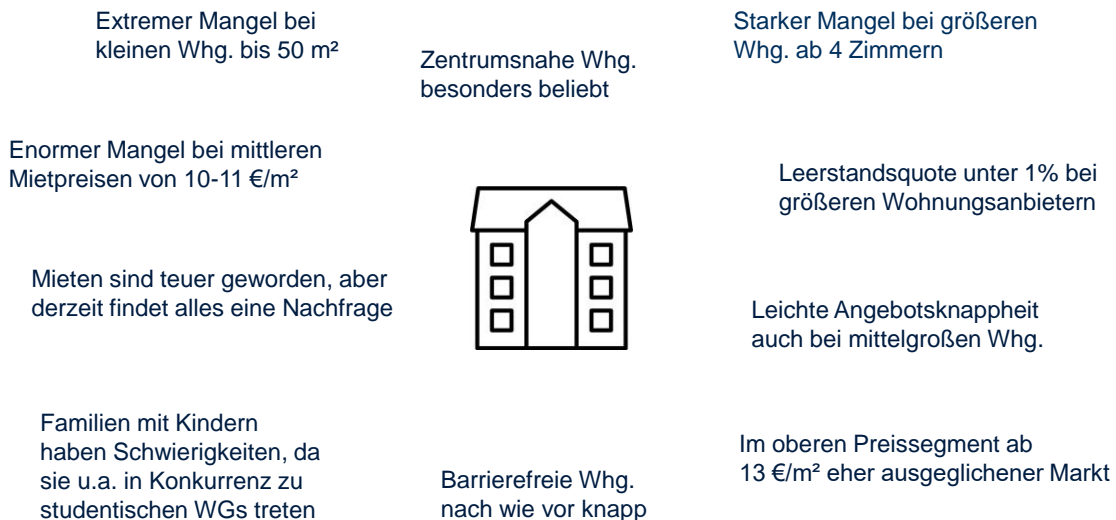 Extremer Mangel bei
kleinen Whg. bis 50 m²
Zentrumsnahe Whg.
besonders beliebt
Starker Mangel bei größeren
Whg. ab 4 Zimmern
Enormer Mangel bei mittleren
Mietpreisen von 10-11 €/m²
Leerstandsquote unter 1% bei
größeren Wohnungsanbietern
Mieten sind teuer geworden, aber
derzeit findet alles eine Nachfrage
Leichte Angebotsknappheit
auch bei mittelgroßen Whg.
Familien mit Kindern
haben Schwierigkeiten, da
sie u.a. in Konkurrenz zu
studentischen WGs treten
Barrierefreie Whg.
nach wie vor knapp
Im oberen Preissegment ab
13 €/m² eher ausgeglichener Markt